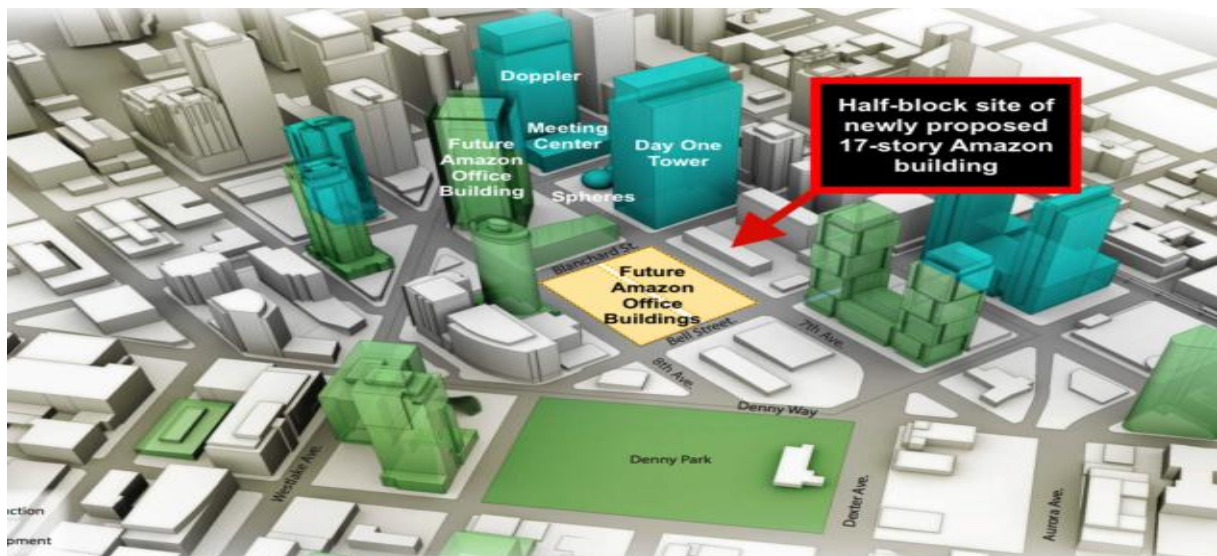 Doppler
Half-block site of
newly proposed
17-story Amazon
building
Meeting
Center
Future
Amazon
Office
Building
Day One
Tower
Spheres
Blanchard St.
Future
Amazon
Office
Buildings
Bell Street
7th Ave.
8th Ave.
Denny Way
Denny Park
Westlake Ave.
Dexter Ave.
Aurora Ave.
ction
opment